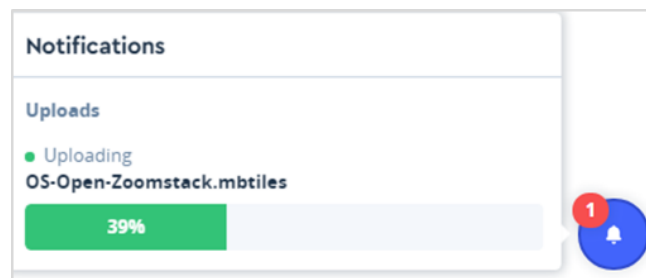 Notifications
Uploads
Uploading
OS-Open-Zoomstack.mbtiles
39%
1